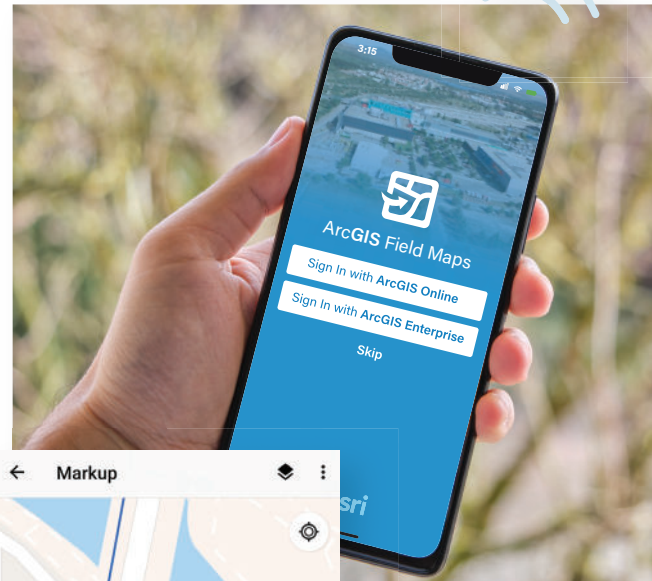 3:15
ArcGIS Field Maps
Sign In with ArcGIS Online
Sign In with ArcGIS Enterprise
Skip
sri
Markup